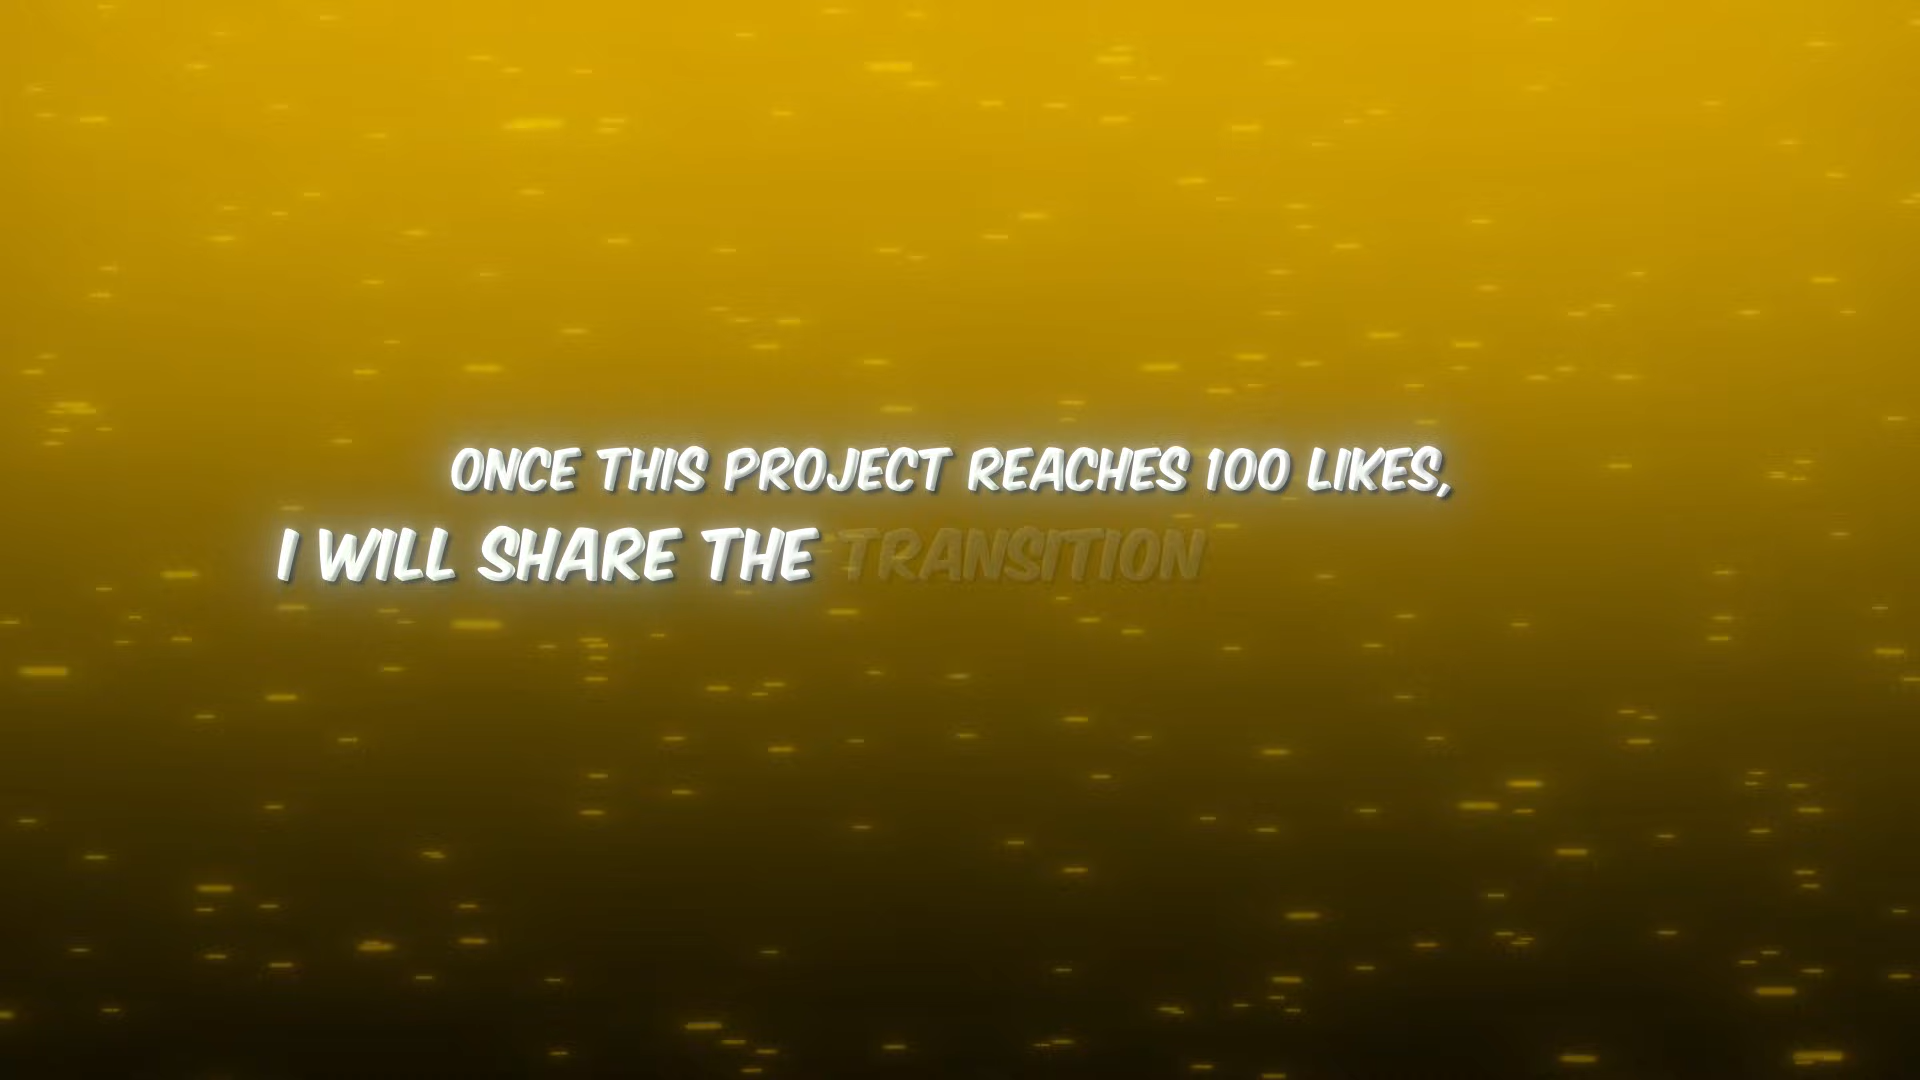 ONCE THIS PROJECT REACHES 100 LIKES,
I WILL SHARE THE TRANSITION